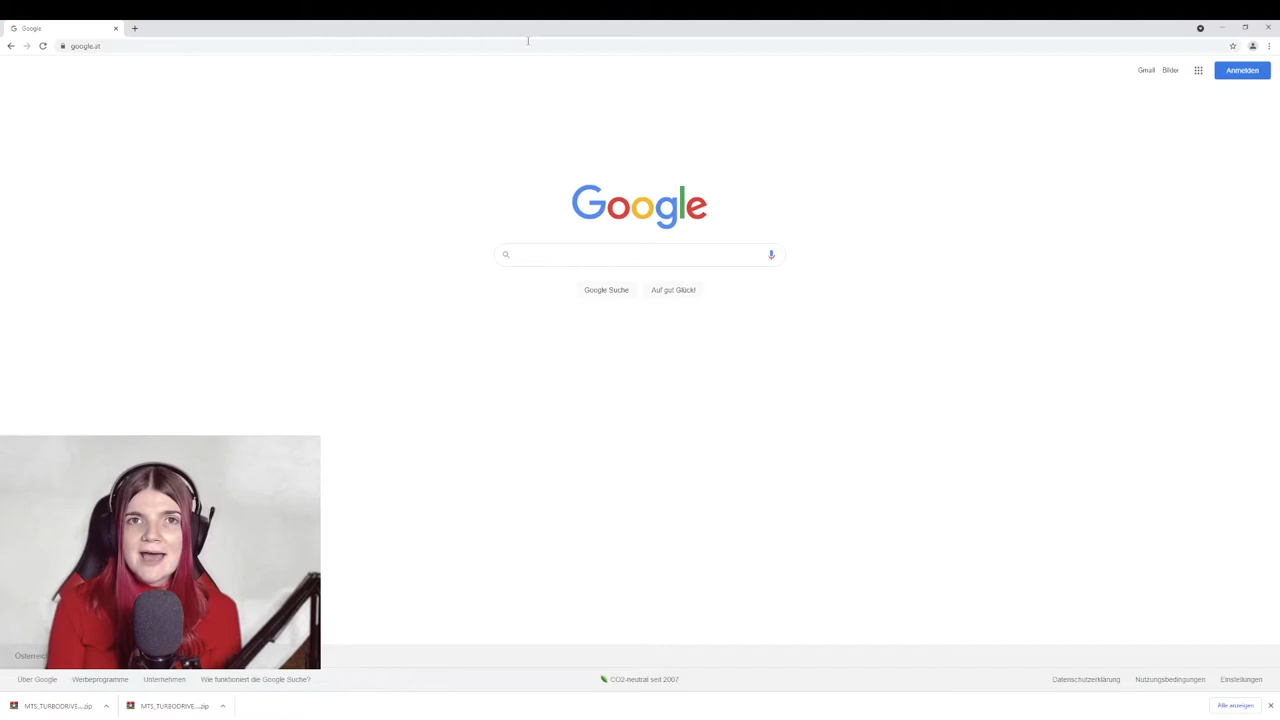 Google
google.at
Gmail Bilder
Anmelden
Google
Google Suche Auf gut Glück!
Österreich
Über Google Werbeprogramme Unternehmen Wie funktioniert die Google Suche? CO2-neutral seit 2007 Datenschutzerklärung Nutzungsbedingungen Einstellungen
MTS_TURBODRIVE....zip MTS_TURBODRIVE....zip Alle anzeigen